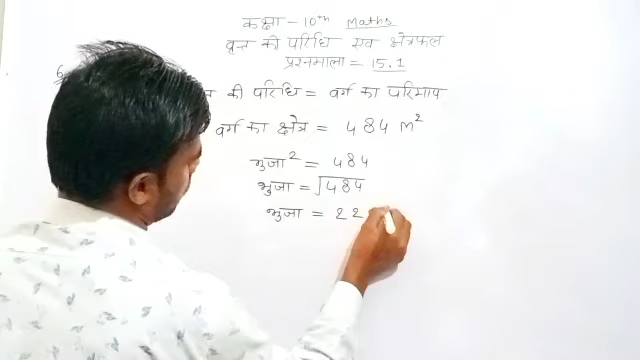 कक्षा - 10th Maths
वृत्त की परिधि एवं क्षेत्रफल
प्रश्नमाला = 15.1
6
की परिधि = वर्ग का परिमाप
वर्ग का क्षेत्र = 484 m²
भुजा² = 484
भुजा = √484
भुजा = 22